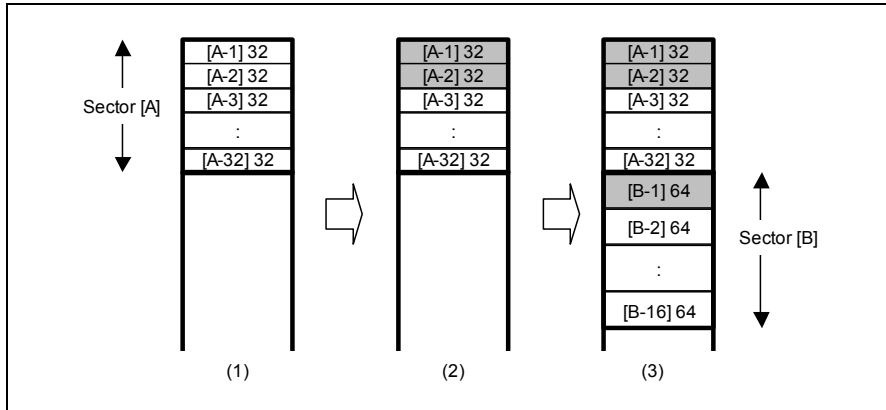 [A-1] 32 [A-1] 32 [A-1] 32
[A-2] 32 [A-2] 32 [A-2] 32
Sector [A] [A-3] 32 [A-3] 32 [A-3] 32
: : :
[A-32] 32 [A-32] 32 [A-32] 32
[B-1] 64
[B-2] 64
Sector [B]
:
[B-16] 64
(1) (2) (3)